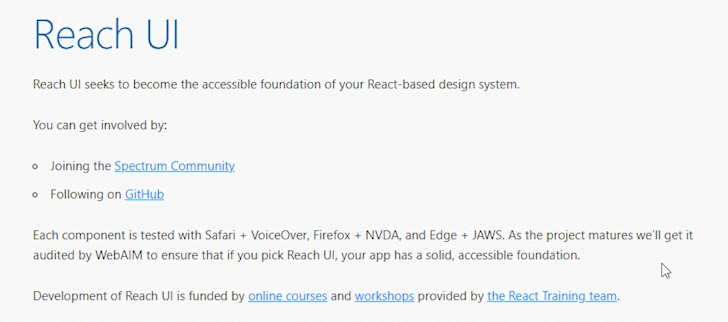 Reach UI
Reach UI seeks to become the accessible foundation of your React-based design system.
You can get involved by:
Joining the Spectrum Community
Following on GitHub
Each component is tested with Safari + VoiceOver, Firefox + NVDA, and Edge + JAWS. As the project matures we'll get it
audited by WebAIM to ensure that if you pick Reach UI, your app has a solid, accessible foundation.
Development of Reach UI is funded by online courses and workshops provided by the React Training team.